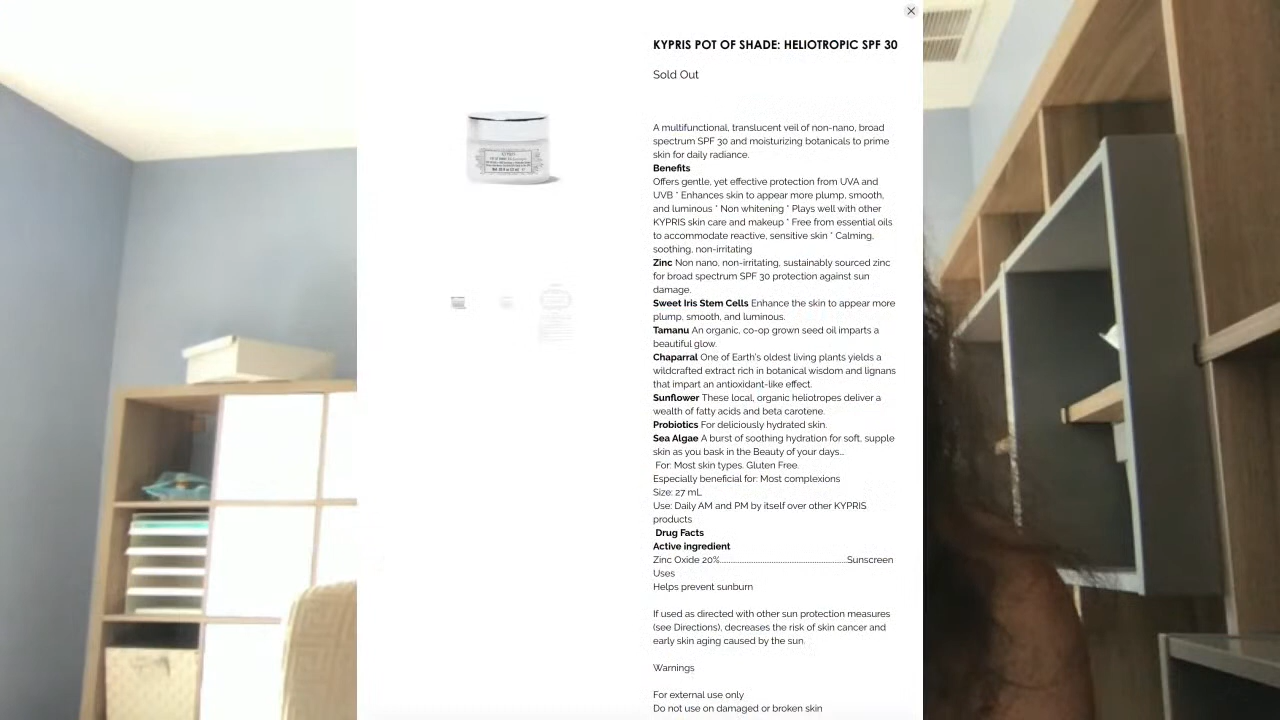 KYPRIS POT OF SHADE: HELIOTROPIC SPF 30
Sold Out
A multifunctional, translucent veil of non-nano, broad
spectrum SPF 30 and moisturizing botanicals to prime
skin for daily radiance.
Benefits
Offers gentle, yet effective protection from UVA and
UVB * Enhances skin to appear more plump, smooth,
and luminous * Non whitening * Plays well with other
KYPRIS skin care and makeup * Free from essential oils
to accommodate reactive, sensitive skin * Calming,
soothing, non-irritating
Zinc Non nano, non-irritating, sustainably sourced zinc
for broad spectrum SPF 30 protection against sun
damage.
Sweet Iris Stem Cells Enhance the skin to appear more
plump, smooth, and luminous.
Tamanu An organic, co-op grown seed oil imparts a
beautiful glow.
Chaparral One of Earth's oldest living plants yields a
wildcrafted extract rich in botanical wisdom and lignans
that impart an antioxidant-like effect.
Sunflower These local, organic heliotropes deliver a
wealth of fatty acids and beta carotene.
Probiotics For deliciously hydrated skin.
Sea Algae A burst of soothing hydration for soft, supple
skin as you bask in the Beauty of your days...
For: Most skin types. Gluten Free.
Especially beneficial for: Most complexions
Size: 27 mL
Use: Daily AM and PM by itself over other KYPRIS
products
Drug Facts
Active ingredient
Zinc Oxide 20%......................................................Sunscreen
Uses
Helps prevent sunburn
If used as directed with other sun protection measures
(see Directions), decreases the risk of skin cancer and
early skin aging caused by the sun.
Warnings
For external use only
Do not use on damaged or broken skin